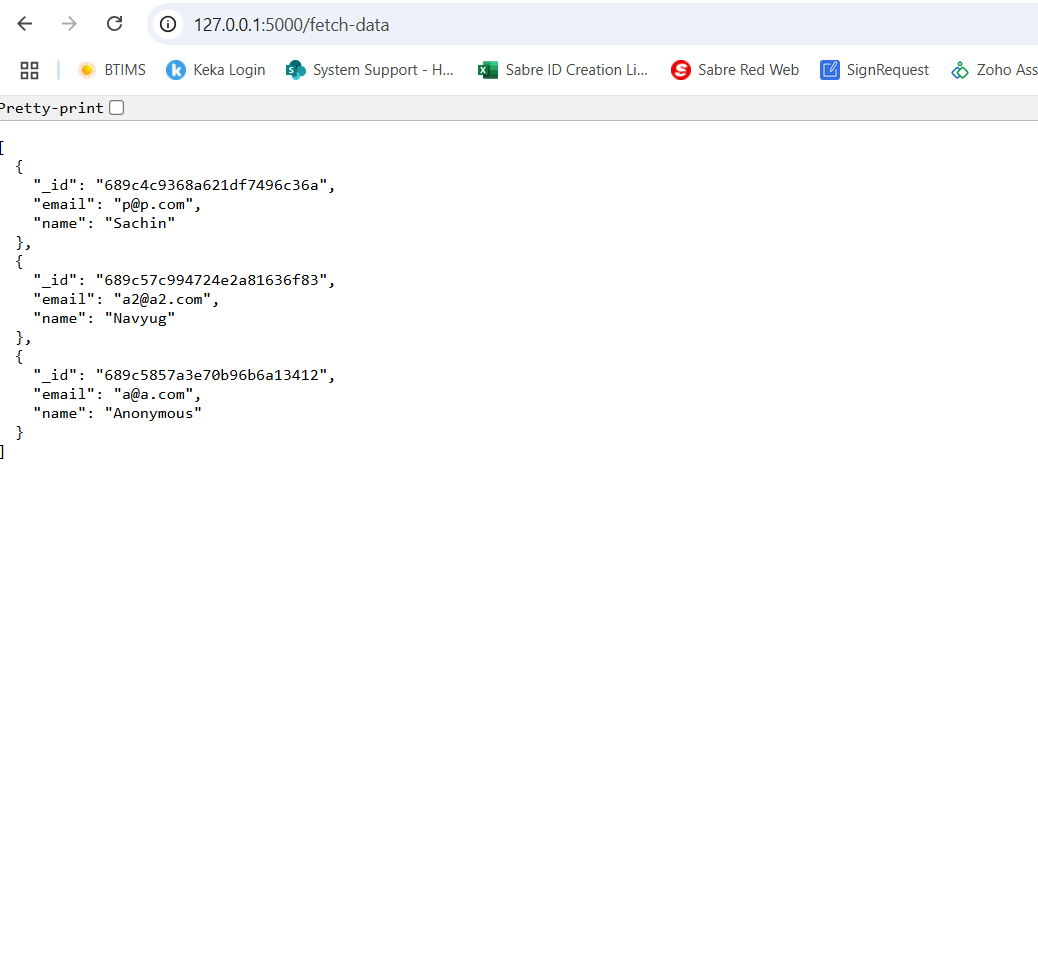 127.0.0.1:5000/fetch-data
BTIMS Keka Login System Support - H... Sabre ID Creation Li... Sabre Red Web SignRequest Zoho Ass
Pretty-print
[
  {
    "_id": "689c4c9368a621df7496c36a",
    "email": "p@p.com",
    "name": "Sachin"
  },
  {
    "_id": "689c57c994724e2a81636f83",
    "email": "a2@a2.com",
    "name": "Navyug"
  },
  {
    "_id": "689c5857a3e70b96b6a13412",
    "email": "a@a.com",
    "name": "Anonymous"
  }
]